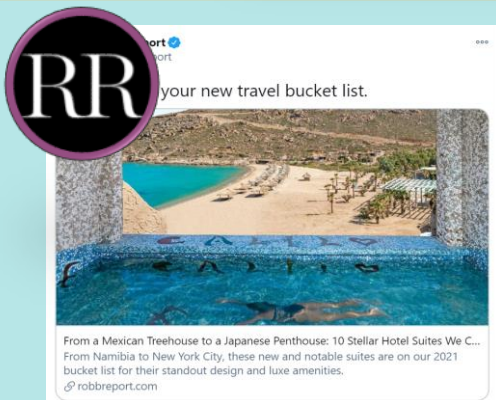 RR
ort
ort
your new travel bucket list.
From a Mexican Treehouse to a Japanese Penthouse: 10 Stellar Hotel Suites We C...
From Namibia to New York City, these new and notable suites are on our 2021
bucket list for their standout design and luxe amenities.
robbreport.com